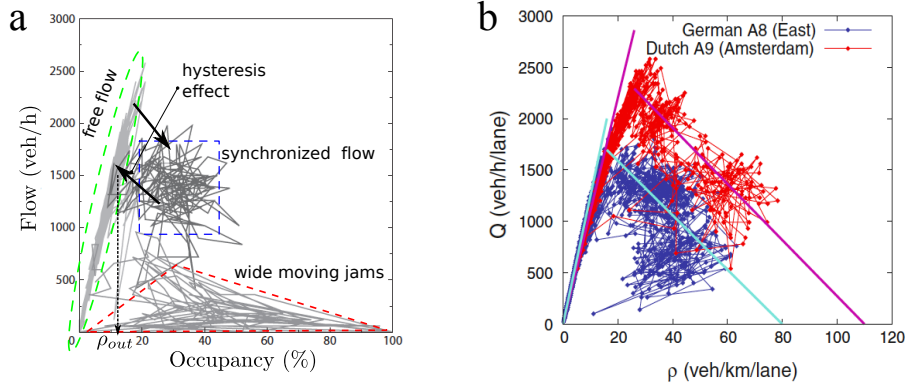 a
Flow (veh/h)
3000
2500
2000
1500
1000
500
0
20
40
60
80
100
ρout
Occupancy (%)
free flow
hysteresis
effect
synchronized flow
wide moving jams
b
Q (veh/h/lane)
3000
2500
2000
1500
1000
500
0
0
20
40
60
80
100
120
ρ (veh/km/lane)
German A8 (East)
Dutch A9 (Amsterdam)